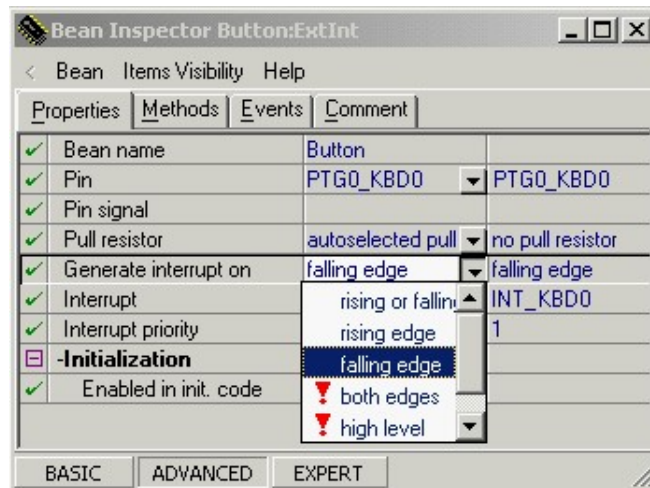 Bean Inspector Button:ExtInt
< Bean Items Visibility Help
Properties Methods Events Comment
Bean name Button
Pin PTG0_KBD0 PTG0_KBD0
Pin signal
Pull resistor autoselected pull no pull resistor
Generate interrupt on falling edge falling edge
Interrupt INT_KBD0
rising or falling
Interrupt priority 1
rising edge
-Initialization
falling edge
Enabled in init. code
both edges
high level
BASIC ADVANCED EXPERT